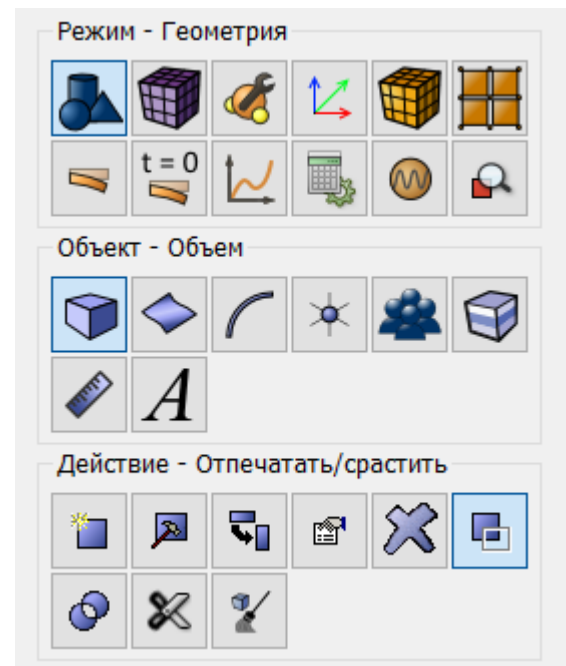 Режим - Геометрия
t = 0
Объект - Объем
A
Действие - Отпечатать/срастить